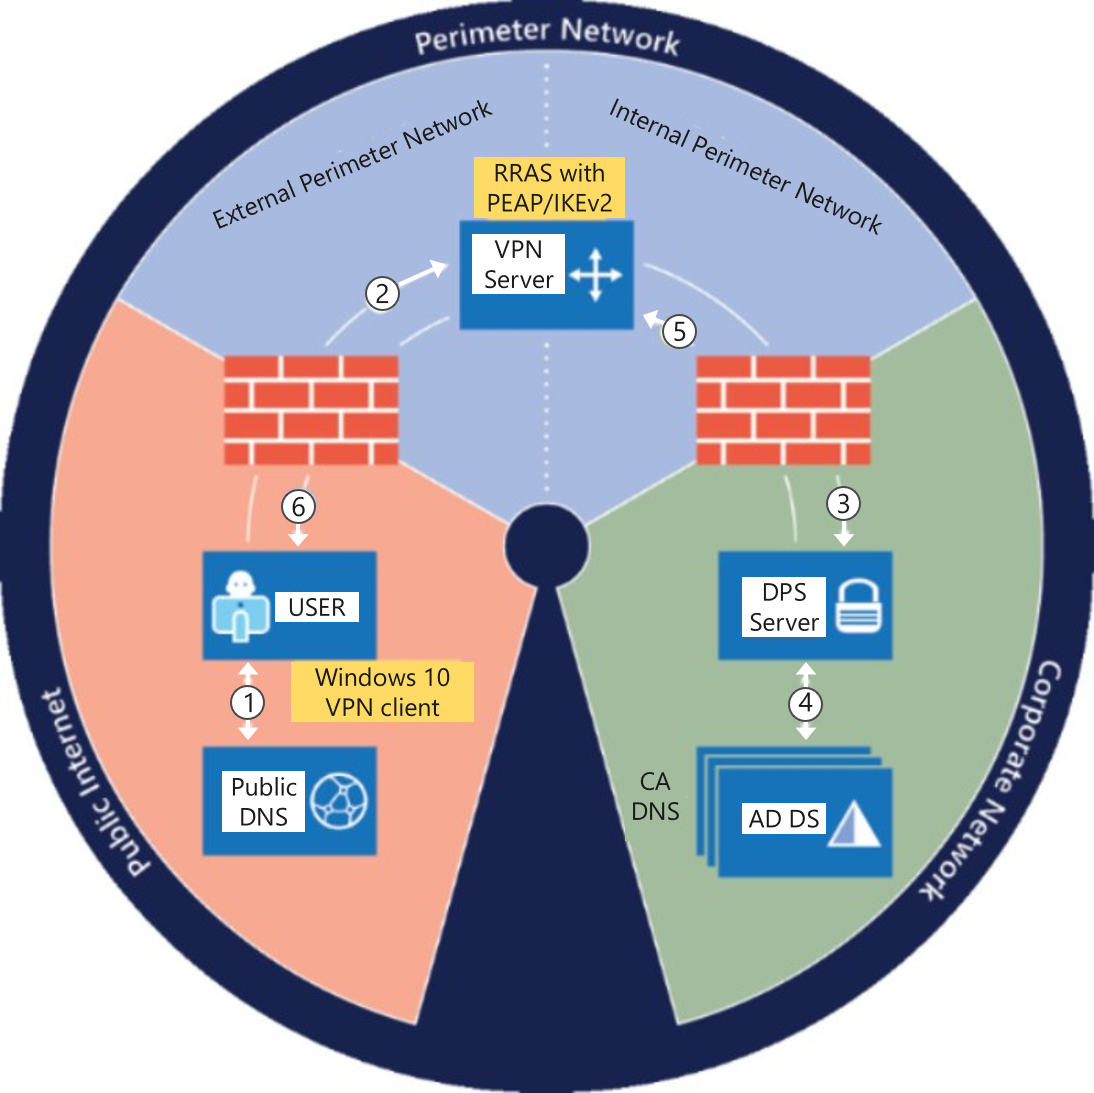 Perimeter Network
External Perimeter Network
Internal Perimeter Network
RRAS with
PEAP/IKEv2
VPN
Server
2
5
6
3
USER
DPS
Server
Windows 10
VPN client
1
4
Public
DNS
CA
DNS
AD DS
Public Internet
Corporate Network